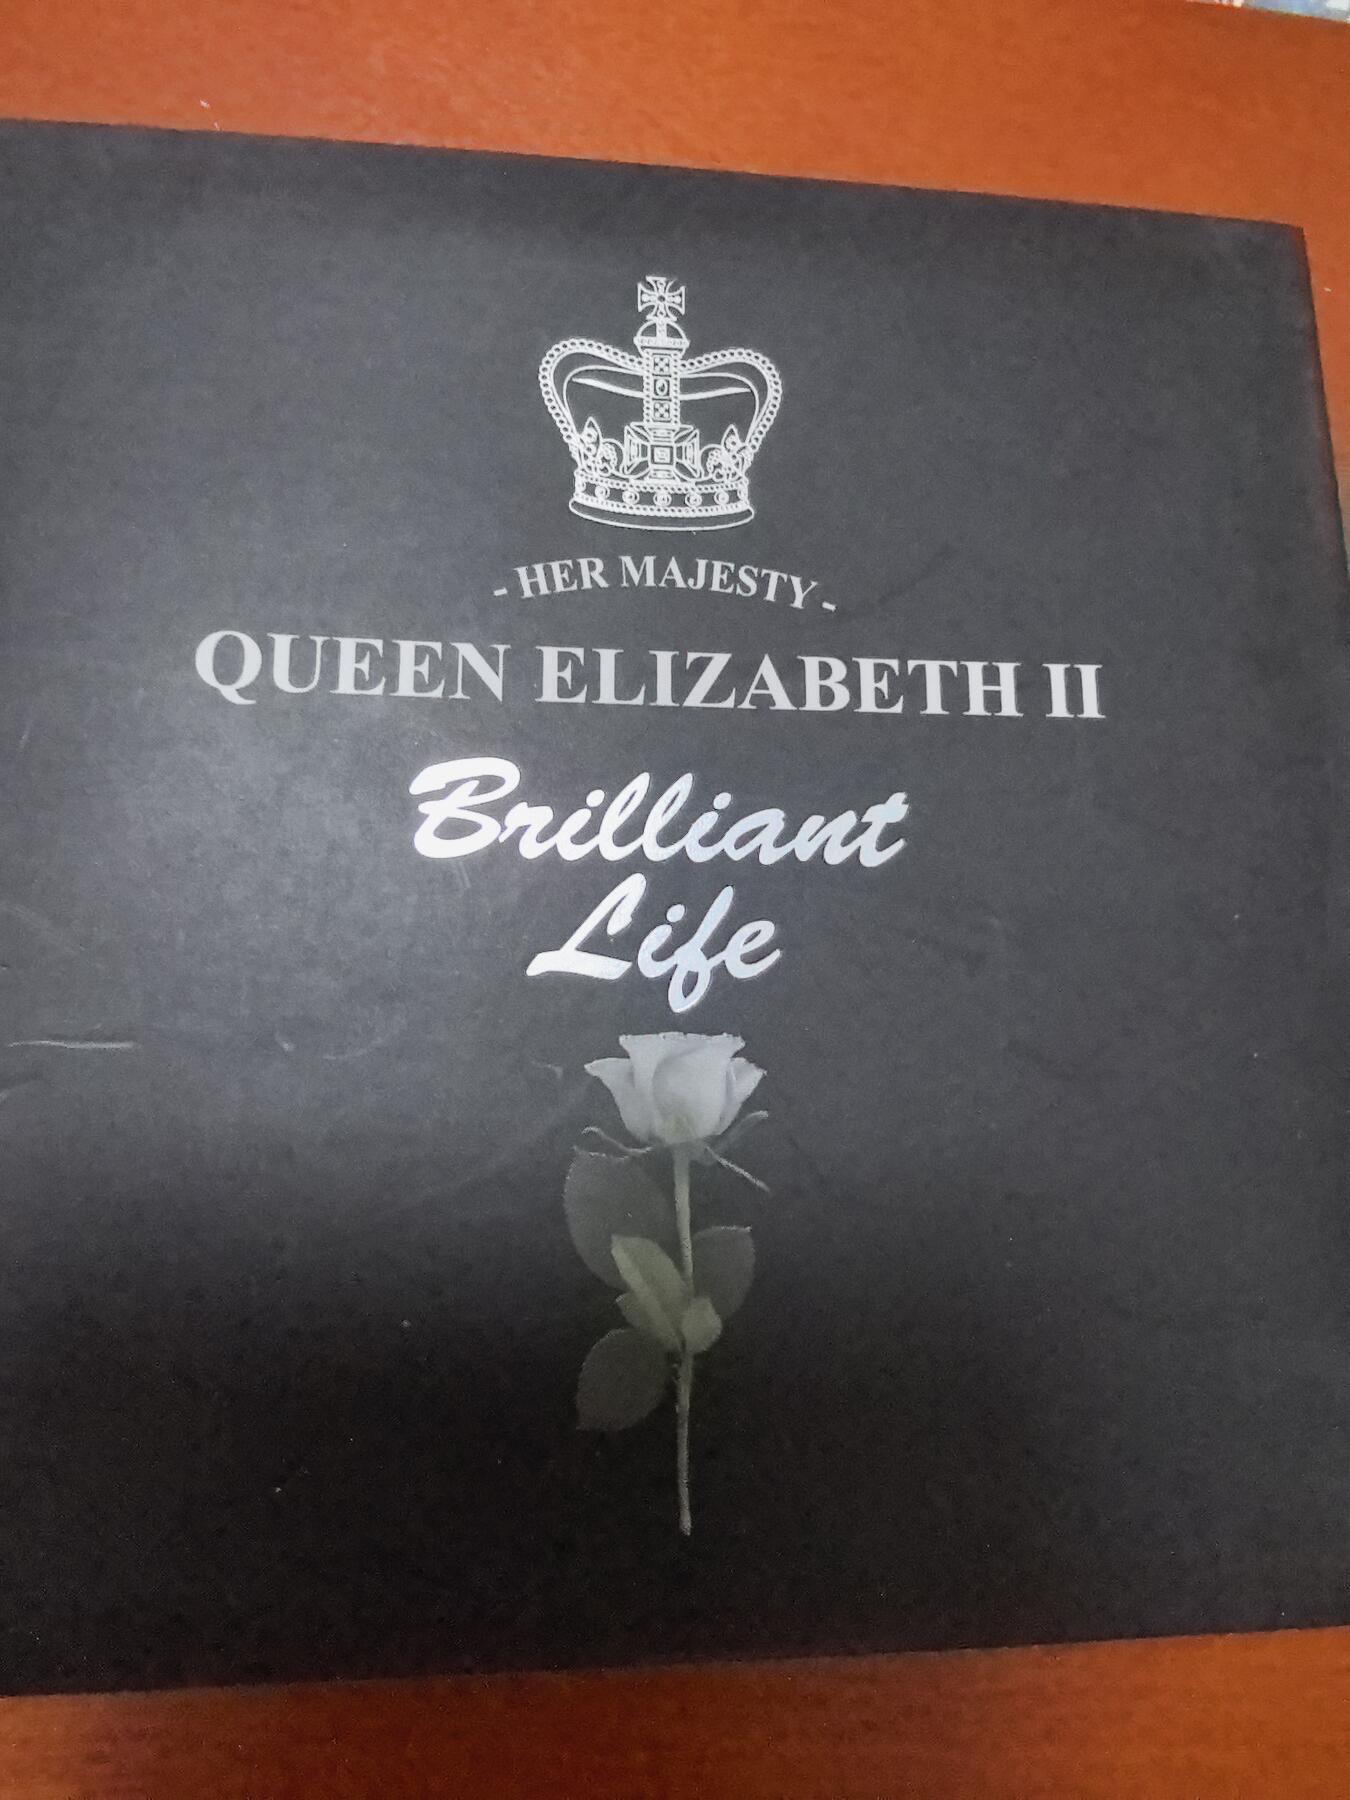 - HER MAJESTY -
QUEEN ELIZABETH II
Brilliant
Life